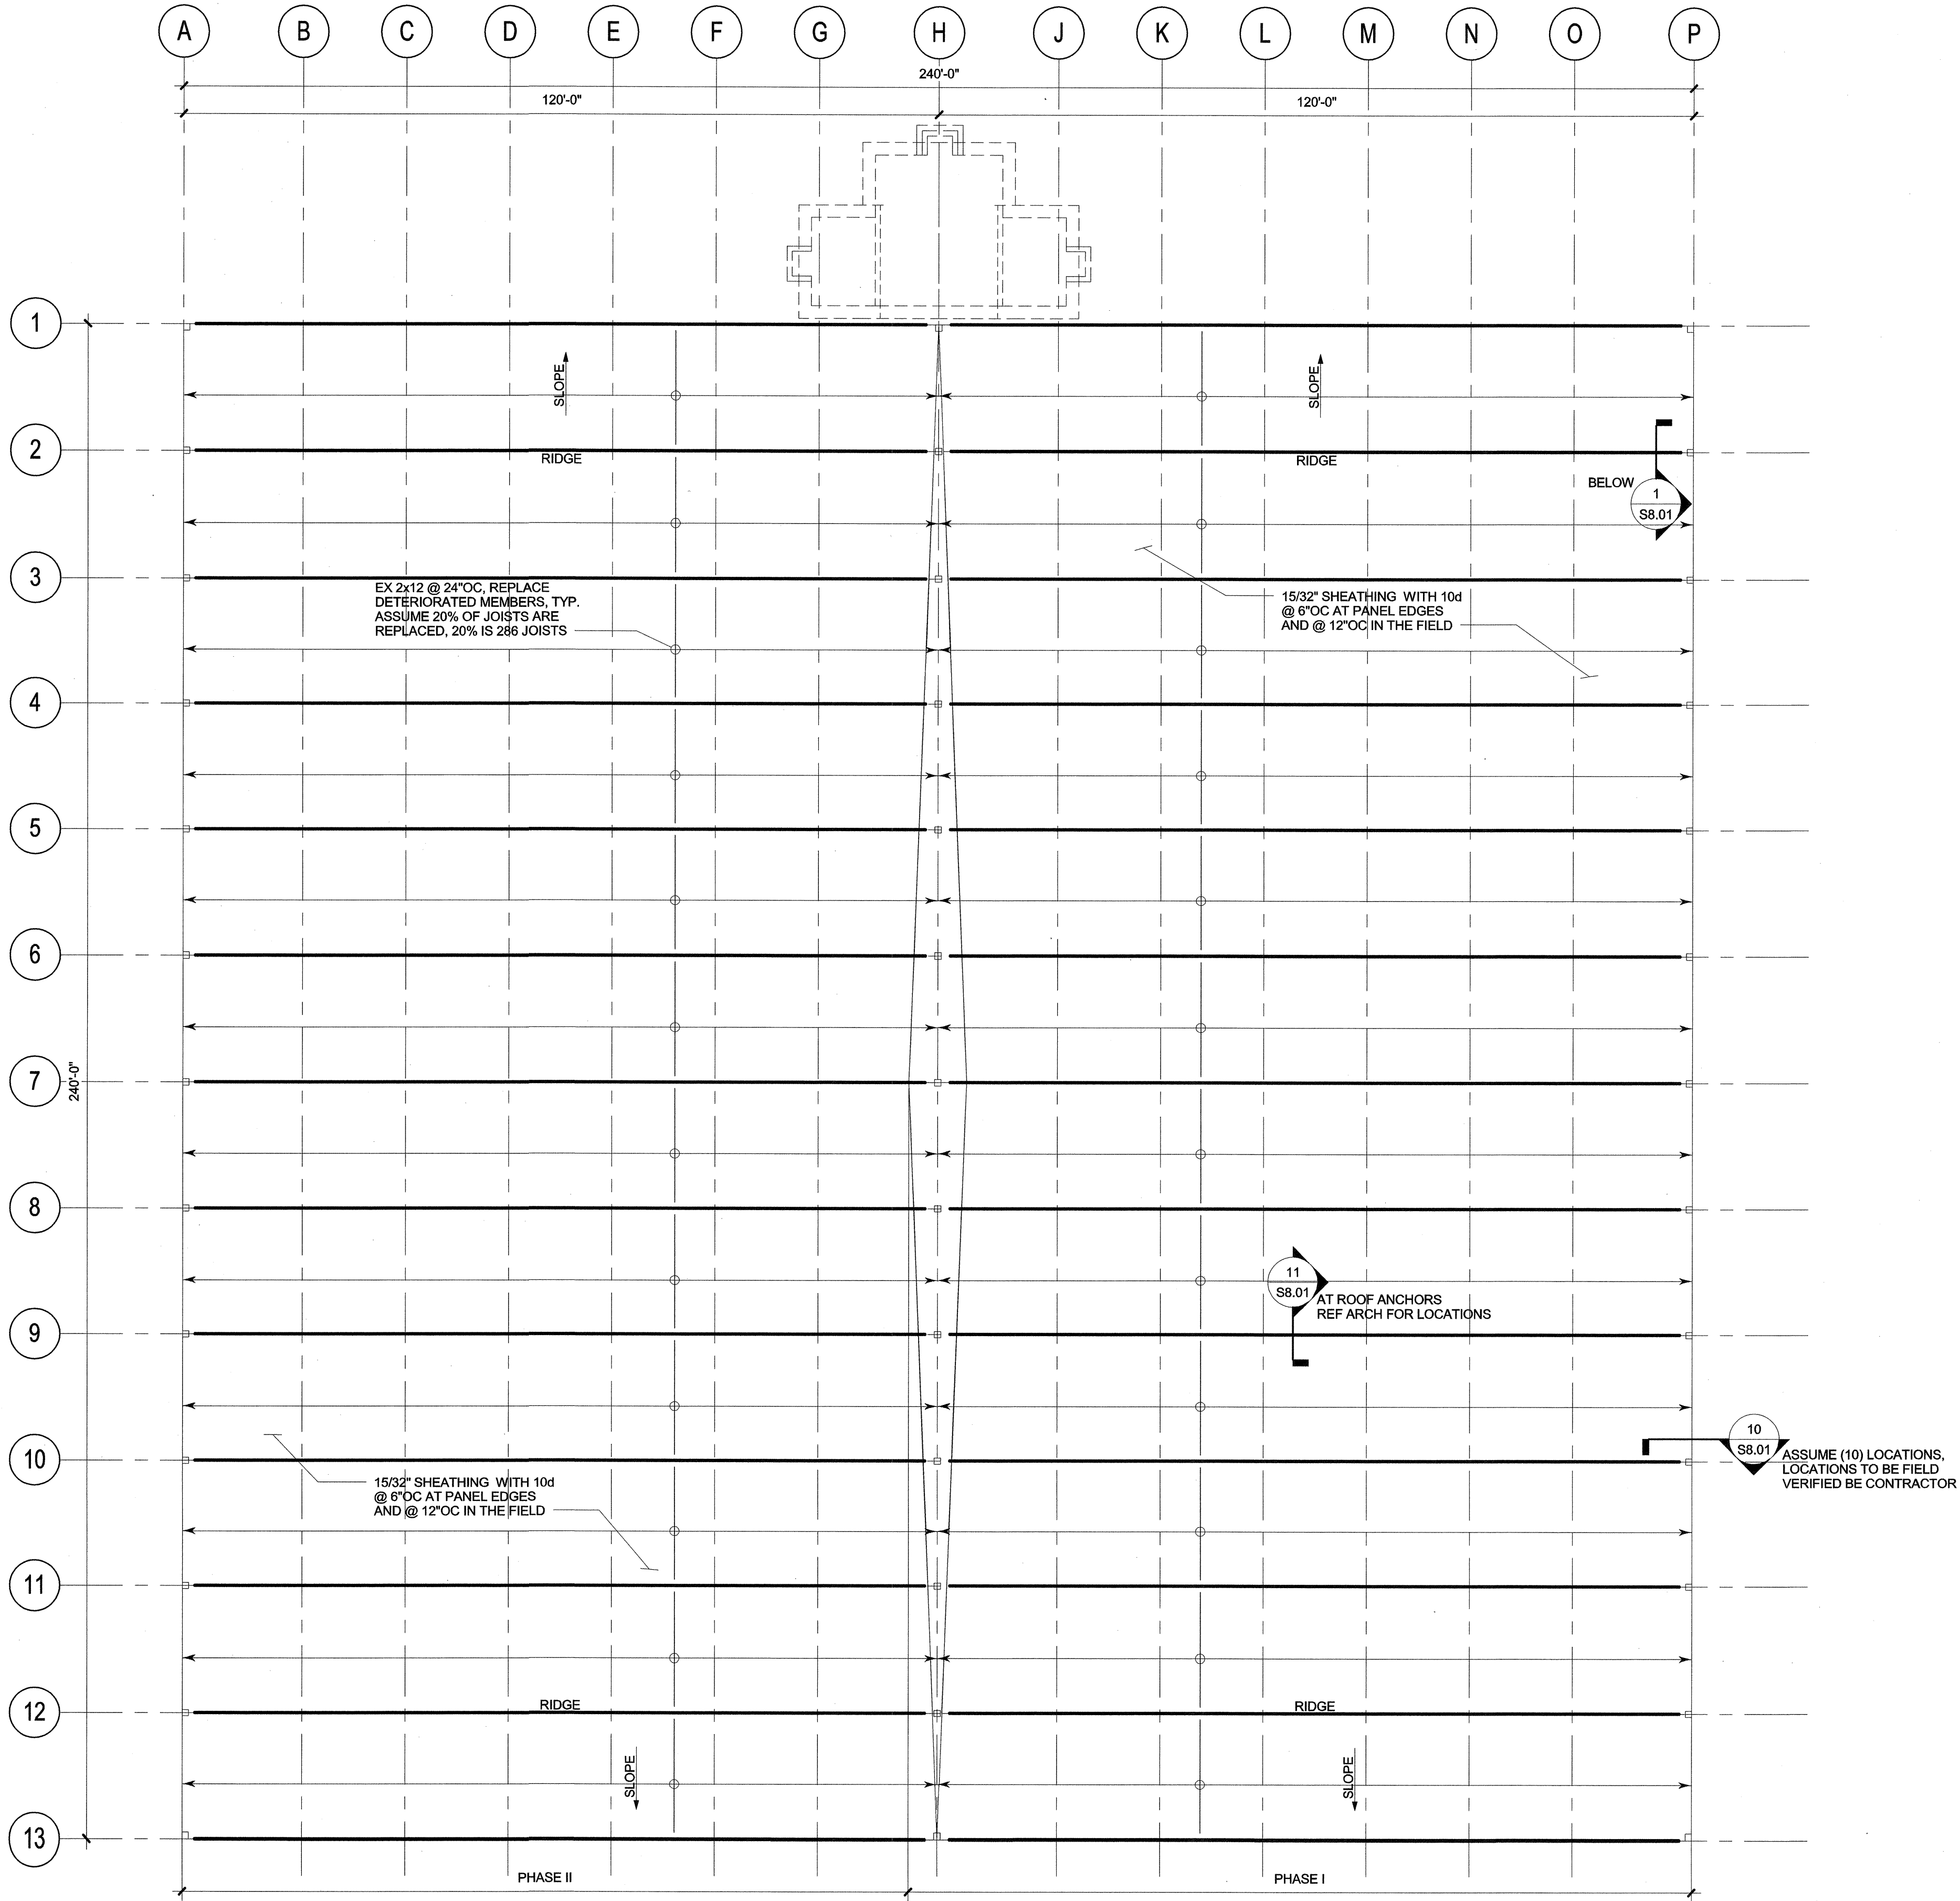 A B C D E F G H J K L M N O P
240'-0"
120'-0" 120'-0"
1
SLOPE SLOPE
2
RIDGE RIDGE
BELOW
1
S8.01
3
EX 2x12 @ 24"OC, REPLACE
DETERIORATED MEMBERS, TYP.
ASSUME 20% OF JOISTS ARE
REPLACED, 20% IS 286 JOISTS
15/32" SHEATHING WITH 10d
@ 6"OC AT PANEL EDGES
AND @ 12"OC IN THE FIELD
4
5
6
7
240'-0"
8
11
S8.01
AT ROOF ANCHORS
REF ARCH FOR LOCATIONS
9
10
10
S8.01
ASSUME (10) LOCATIONS,
LOCATIONS TO BE FIELD
VERIFIED BE CONTRACTOR
15/32" SHEATHING WITH 10d
@ 6"OC AT PANEL EDGES
AND @ 12"OC IN THE FIELD
11
12
RIDGE RIDGE
SLOPE SLOPE
13
PHASE II PHASE I